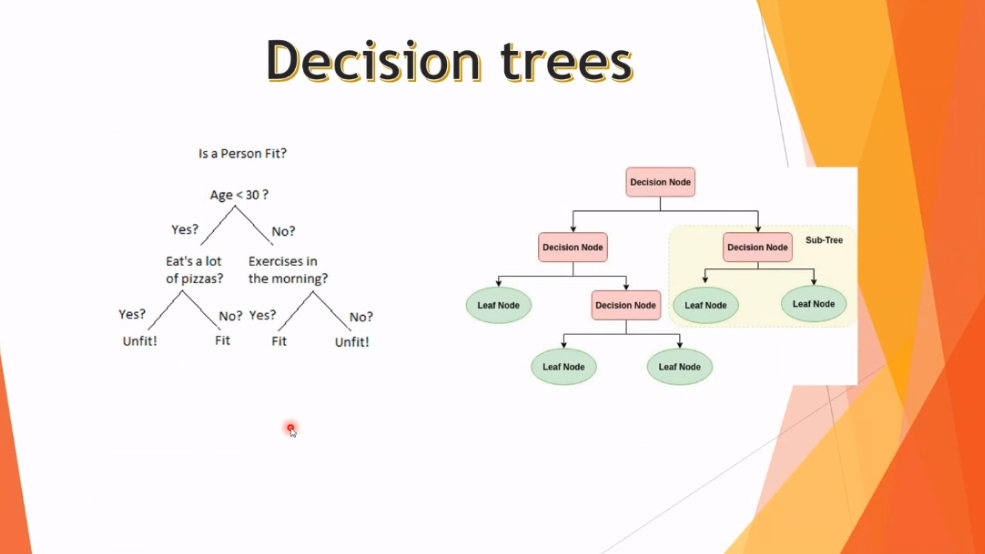 Decision trees
Is a Person Fit?
Age < 30 ?
Yes?
No?
Eat's a lot
of pizzas?
Exercises in
the morning?
Yes?
No?
Yes?
No?
Unfit!
Fit
Fit
Unfit!
Decision Node
Decision Node
Decision Node
Sub-Tree
Leaf Node
Decision Node
Leaf Node
Leaf Node
Leaf Node
Leaf Node